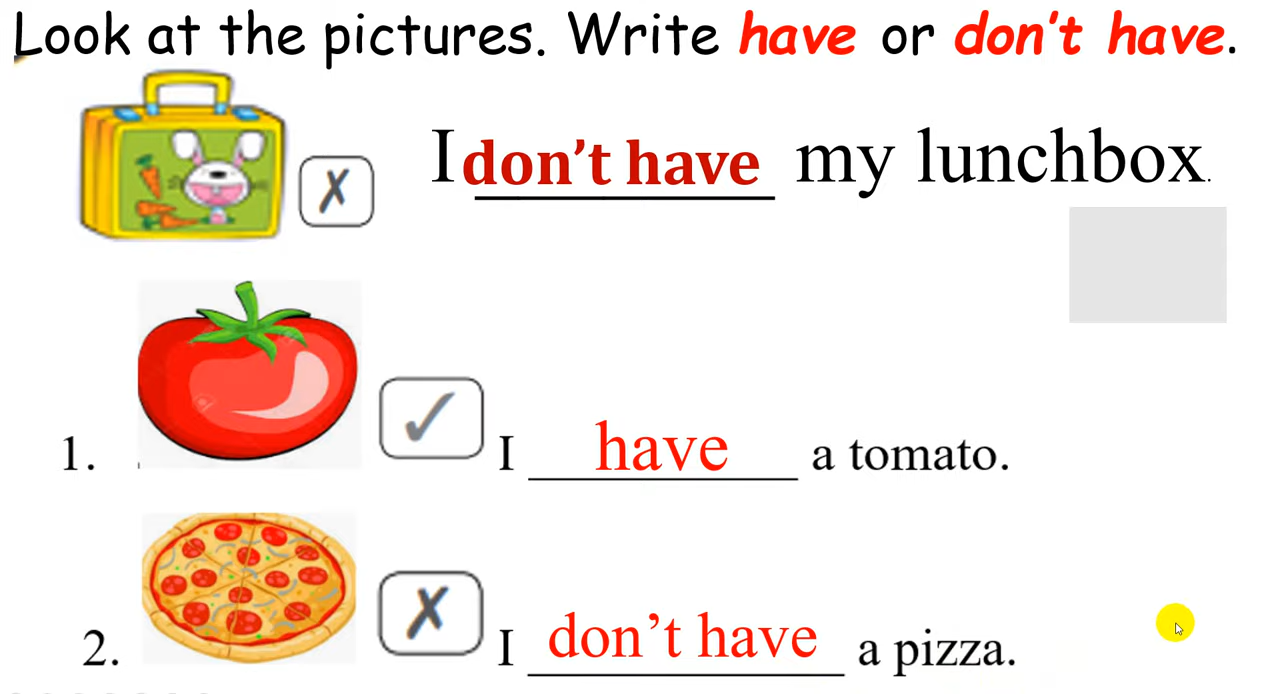 Look at the pictures. Write have or don't have.
✗ I don't have my lunchbox.
1. ✓ I have a tomato.
2. ✗ I don't have a pizza.